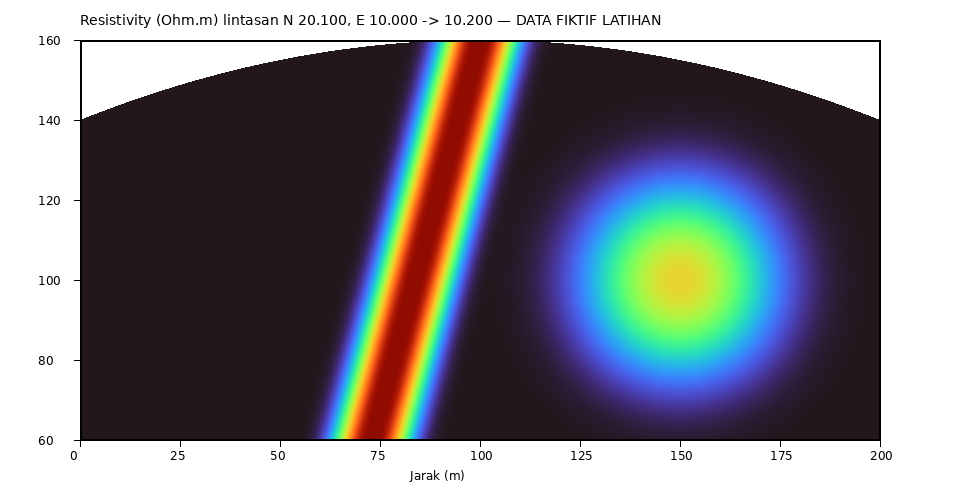 Resistivity (Ohm.m) lintasan N 20.100, E 10.000 -> 10.200 — DATA FIKTIF LATIHAN
160
140
120
100
80
60
0 25 50 75 100 125 150 175 200
Jarak (m)